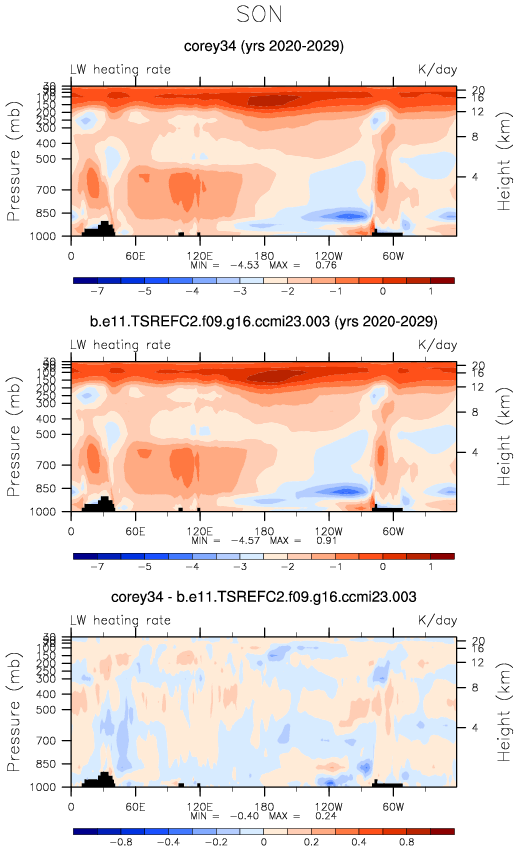 SON
corey34 (yrs 2020-2029)
LW heating rate K/day
Pressure (mb)
Height (km)
30
50
70
100
150
200
250
300
400
500
700
850
1000
20
16
12
8
4
0 60E 120E 180 120W 60W
MIN = -4.53 MAX = 0.76
-7 -5 -4 -3 -2 -1 0 1
b.e11.TSREFC2.f09.g16.ccmi23.003 (yrs 2020-2029)
LW heating rate K/day
Pressure (mb)
Height (km)
100
150
200
250
300
400
500
700
850
1000
20
16
12
8
4
0 60E 120E 180 120W 60W
MIN = -4.57 MAX = 0.91
-7 -5 -4 -3 -2 -1 0 1
corey34 - b.e11.TSREFC2.f09.g16.ccmi23.003
LW heating rate K/day
Pressure (mb)
Height (km)
100
150
200
250
300
400
500
700
850
1000
20
16
12
8
4
0 60E 120E 180 120W 60W
MIN = -0.40 MAX = 0.24
-0.8 -0.4 -0.2 0 0.2 0.4 0.8